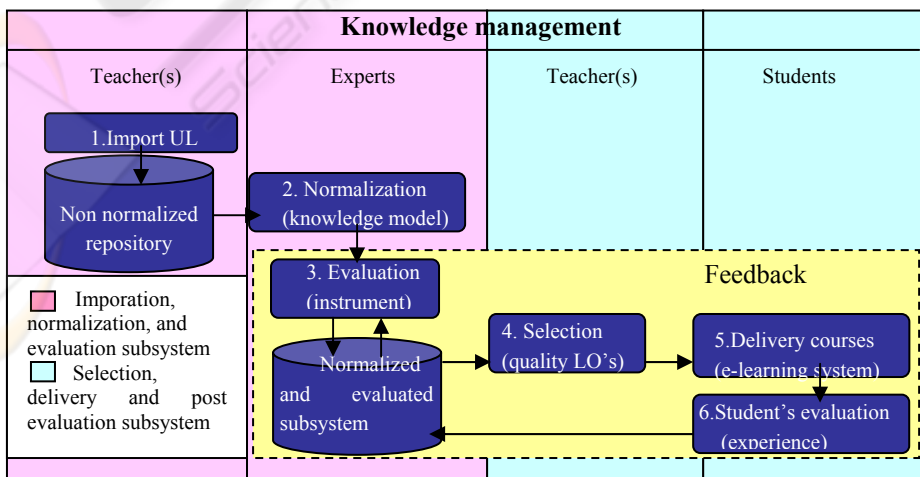 Knowledge management
Teacher(s)
Experts
Teacher(s)
Students
1.Import UL
Non normalized
repository
2. Normalization
(knowledge model)
Feedback
3. Evaluation
(instrument)
Normalized
and evaluated
subsystem
4. Selection
(quality LO's)
5.Delivery courses
(e-learning system)
6.Student's evaluation
(experience)
Imporation,
normalization, and
evaluation subsystem
Selection,
delivery and post
evaluation subsystem